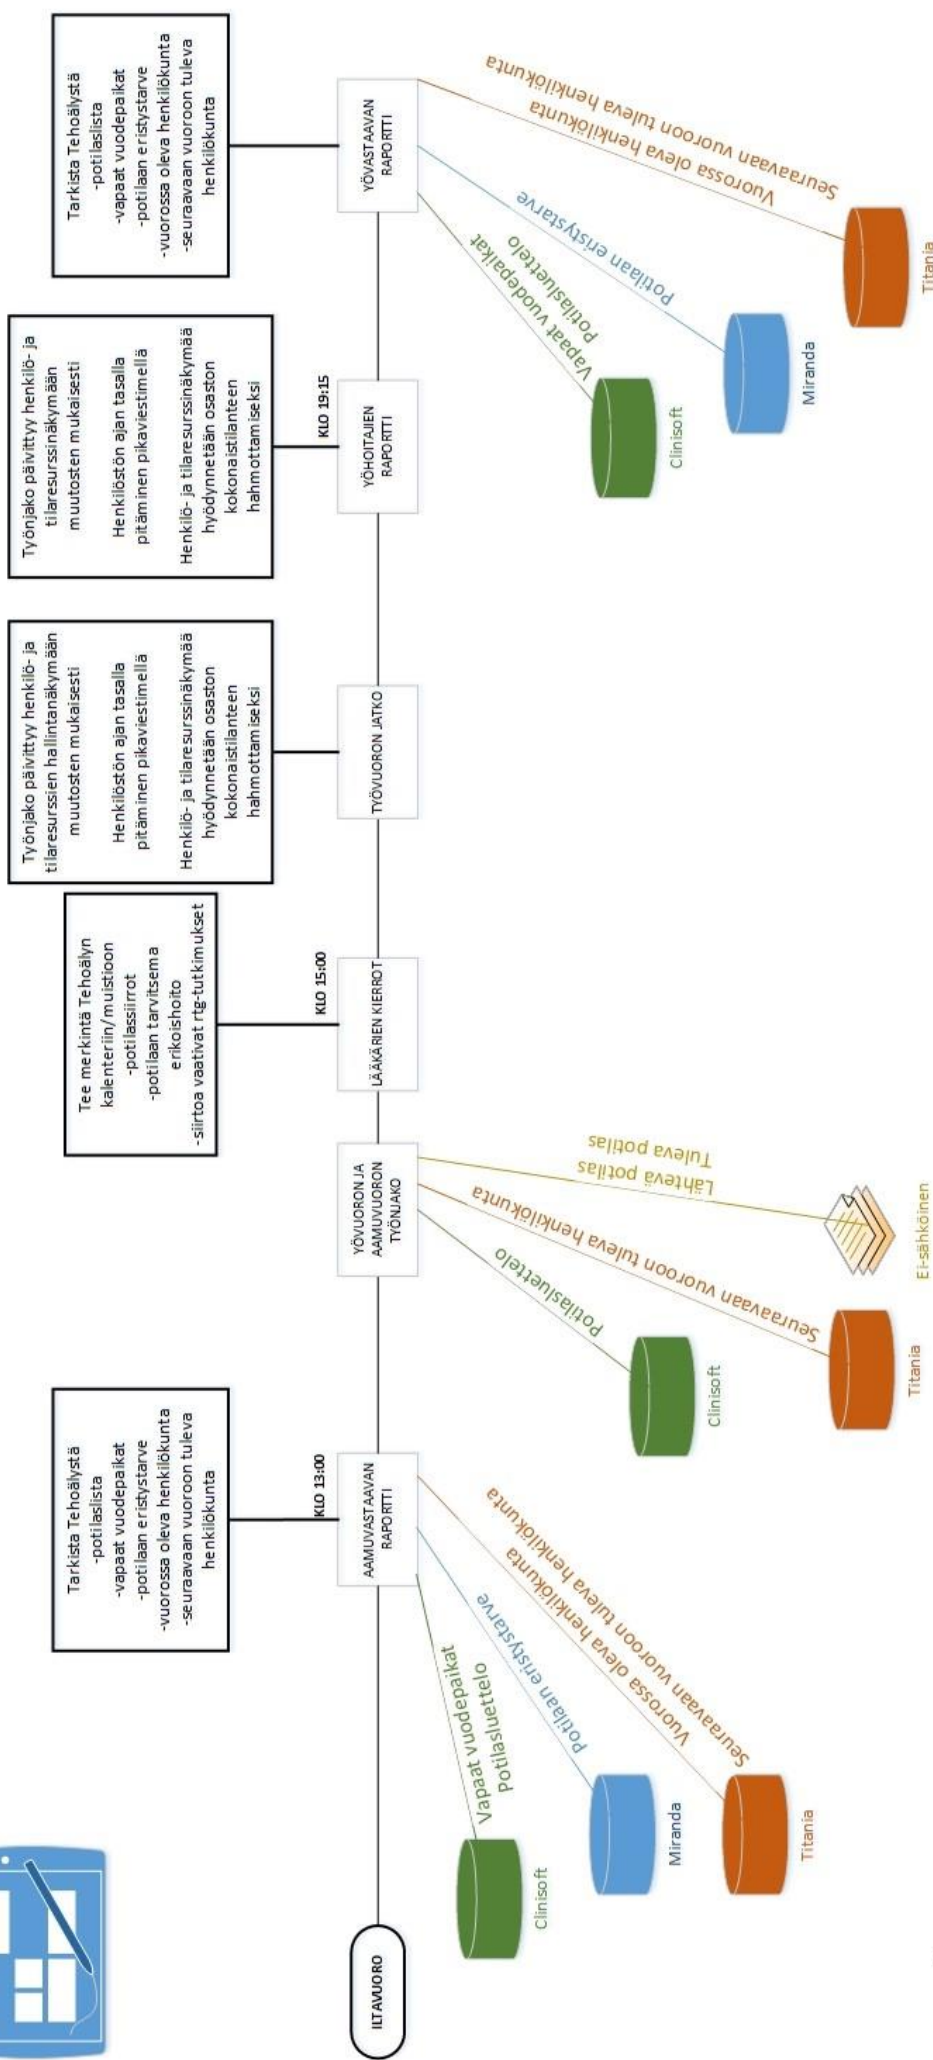 ILTAVUORO
Tarkista Tehoälystä
-potilaslista
-vapaat vuodepaikat
-potilaan eristystarve
-vuorossa oleva henkilökunta
-seuraavan vuoroon tuleva
henkilökunta
KLO 13:00
AAMUVASTAAVAN
RAPORTTI
Vapaat vuodepaikat
Potilasluettelo
Clinisoft
Potilaan eristystarve
Miranda
Vuorossa oleva henkilökunta
Seuraavaan vuoroon tuleva henkilökunta
Titania
YÖVUORON JA
AAMUVUORON
TYÖNJAKO
Potilasluettelo
Clinisoft
Seuraavaan vuoroon tuleva henkilökunta
Titania
Lähtevä potilas
Tuleva potilas
Ei-sähköinen
Tee merkintä Tehoälyn
kalenteriin/muistioon
-potilassiirrot
-potilaan tarvitsema
erikoishoito
-siirtoa vaativat rtg-tutkimukset
KLO 15:00
LÄÄKÄRIEN KIERROT
Työnjako päivittyy henkilö- ja
tilaresurssien hallintanäkymään
muutosten mukaisesti
Henkilöstön ajan tasalla
pitäminen pikaviestimellä
Henkilö- ja tilaresurssinäkymää
hyödynnetään osaston
kokonaistilanteen
hahmottamiseksi
TYÖVUORON JATKO
Työnjako päivittyy henkilö- ja
tilaresurssinäkymään
muutosten mukaisesti
Henkilöstön ajan tasalla
pitäminen pikaviestimellä
Henkilö- ja tilaresurssinäkymää
hyödynnetään osaston
kokonaistilanteen
hahmottamiseksi
KLO 19:15
YÖHOITAJIEN
RAPORTTI
Tarkista Tehoälystä
-potilaslista
-vapaat vuodepaikat
-potilaan eristystarve
-vuorossa oleva henkilökunta
-seuraavan vuoroon tuleva
henkilökunta
YÖVASTAAVAN
RAPORTTI
Vapaat vuodepaikat
Potilasluettelo
Clinisoft
Potilaan eristystarve
Miranda
Vuorossa oleva henkilökunta
Seuraavaan vuoroon tuleva henkilökunta
Titania